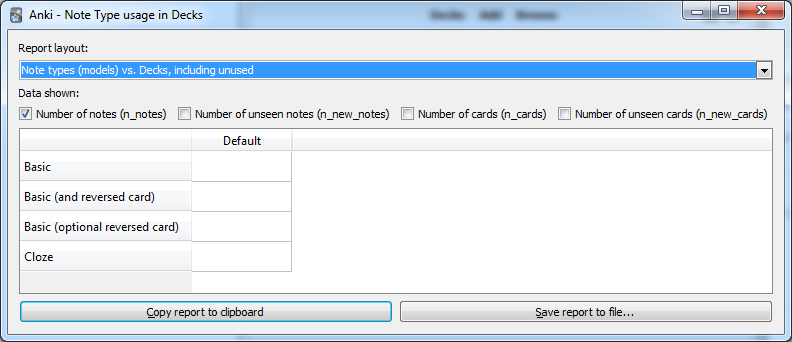 Anki - Note Type usage in Decks
Decks Add Browse
Report layout:
Note types (models) vs. Decks, including unused
Data shown:
Number of notes (n_notes) Number of unseen notes (n_new_notes) Number of cards (n_cards) Number of unseen cards (n_new_cards)
Default
Basic
Basic (and reversed card)
Basic (optional reversed card)
Cloze
Copy report to clipboard Save report to file...